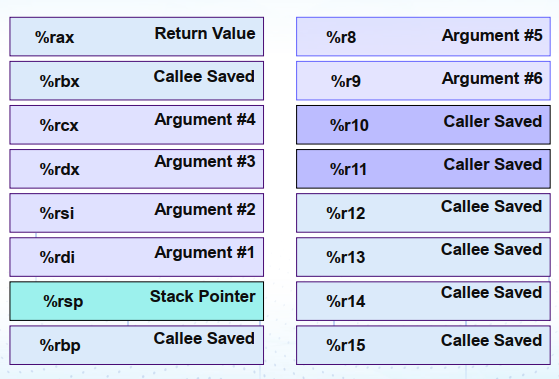 %rax Return Value
%rbx Callee Saved
%rcx Argument #4
%rdx Argument #3
%rsi Argument #2
%rdi Argument #1
%rsp Stack Pointer
%rbp Callee Saved
%r8 Argument #5
%r9 Argument #6
%r10 Caller Saved
%r11 Caller Saved
%r12 Callee Saved
%r13 Callee Saved
%r14 Callee Saved
%r15 Callee Saved